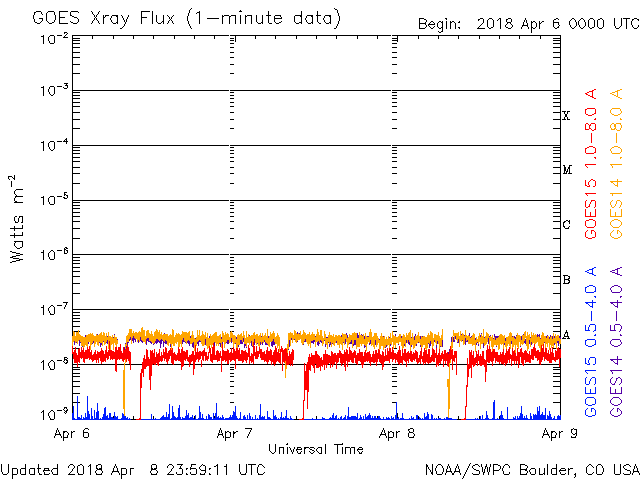 GOES Xray Flux (1-minute data)
Begin: 2018 Apr 6 0000 UTC
10⁻²
10⁻³
10⁻⁴
10⁻⁵
10⁻⁶
10⁻⁷
10⁻⁸
10⁻⁹
Watts m⁻²
X
M
C
B
A
GOES15 1.0-8.0 A
GOES14 1.0-8.0 A
GOES15 0.5-4.0 A
GOES14 0.5-4.0 A
Apr 6
Apr 7
Apr 8
Apr 9
Universal Time
Updated 2018 Apr 8 23:59:11 UTC
NOAA/SWPC Boulder, CO USA